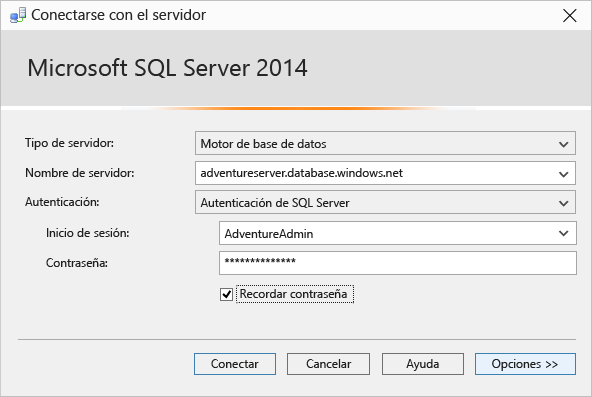 Conectarse con el servidor
Microsoft SQL Server 2014
Tipo de servidor: Motor de base de datos
Nombre de servidor: adventureserver.database.windows.net
Autenticación: Autenticación de SQL Server
Inicio de sesión: AdventureAdmin
Contraseña: **************
Recordar contraseña
Conectar Cancelar Ayuda Opciones >>